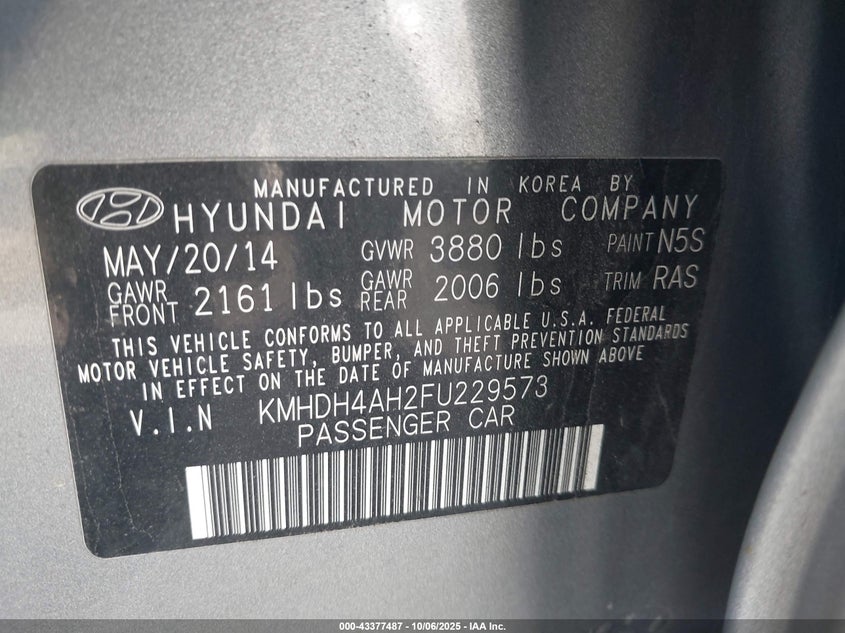 MANUFACTURED IN KOREA BY
HYUNDAI MOTOR COMPANY
MAY/20/14 GVWR 3880 lbs PAINT N5S
GAWR FRONT 2161 lbs GAWR REAR 2006 lbs TRIM RAS
THIS VEHICLE CONFORMS TO ALL APPLICABLE U.S.A. FEDERAL
MOTOR VEHICLE SAFETY, BUMPER, AND THEFT PREVENTION STANDARDS
IN EFFECT ON THE DATE OF MANUFACTURE SHOWN ABOVE
V.I.N KMHDH4AH2FU229573
PASSENGER CAR
000-43377487 - 10/06/2025 - IAA Inc.